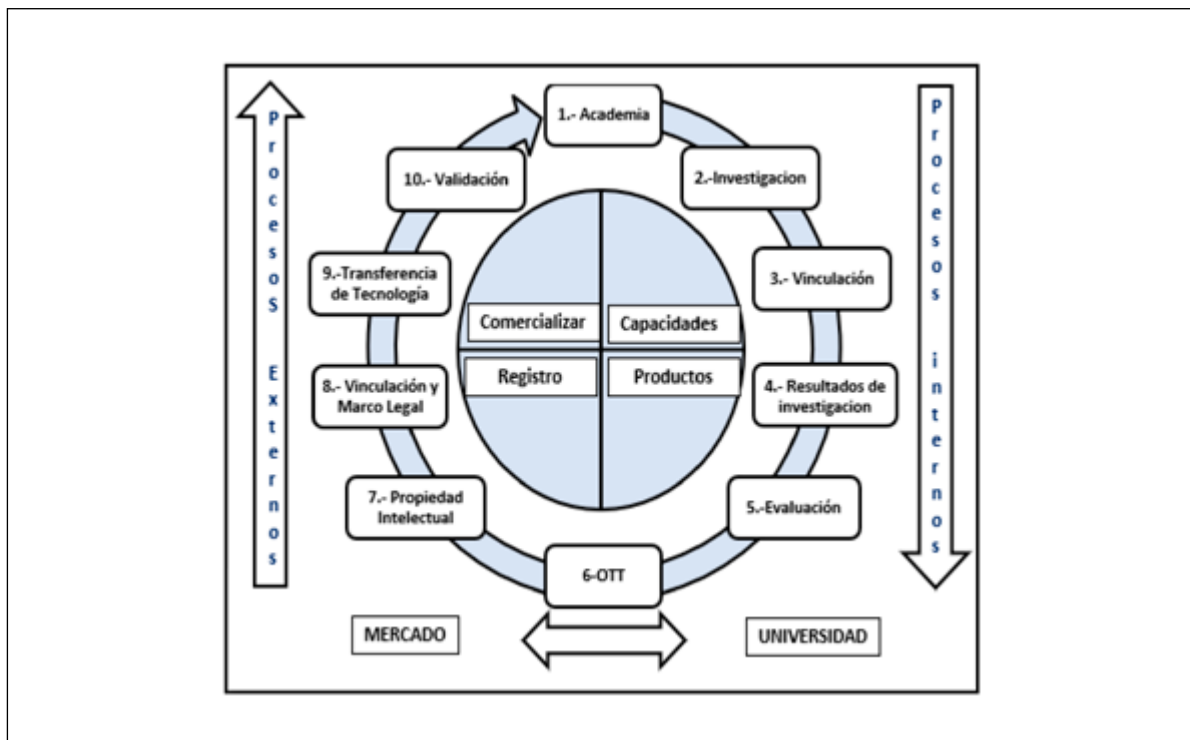 1.- Academia
2.-Investigacion
3.- Vinculación
4.- Resultados de
investigacion
5.-Evaluación
6-OTT
7.- Propiedad
Intelectual
8.- Vinculación y
Marco Legal
9.-Transferencia
de Tecnología
10.- Validación
Comercializar
Capacidades
Registro
Productos
ProcesoS Externos
Procesos internos
MERCADO
UNIVERSIDAD